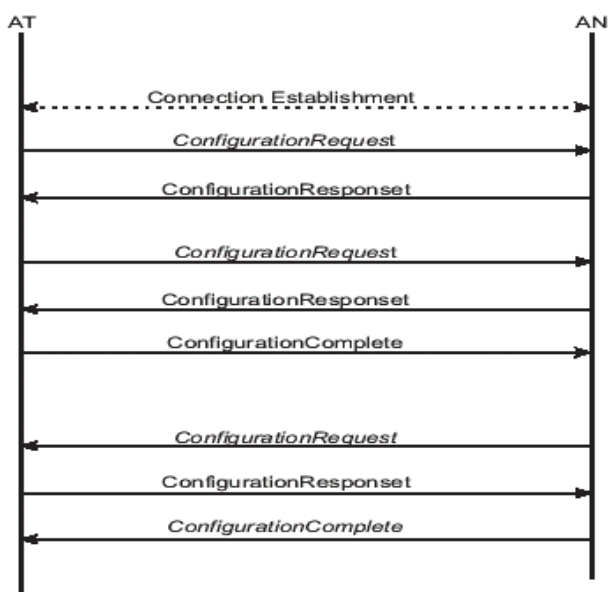 AT AN
Connection Establishment
ConfigurationRequest
ConfigurationResponset
ConfigurationRequest
ConfigurationResponset
ConfigurationComplete
ConfigurationRequest
ConfigurationResponset
ConfigurationComplete